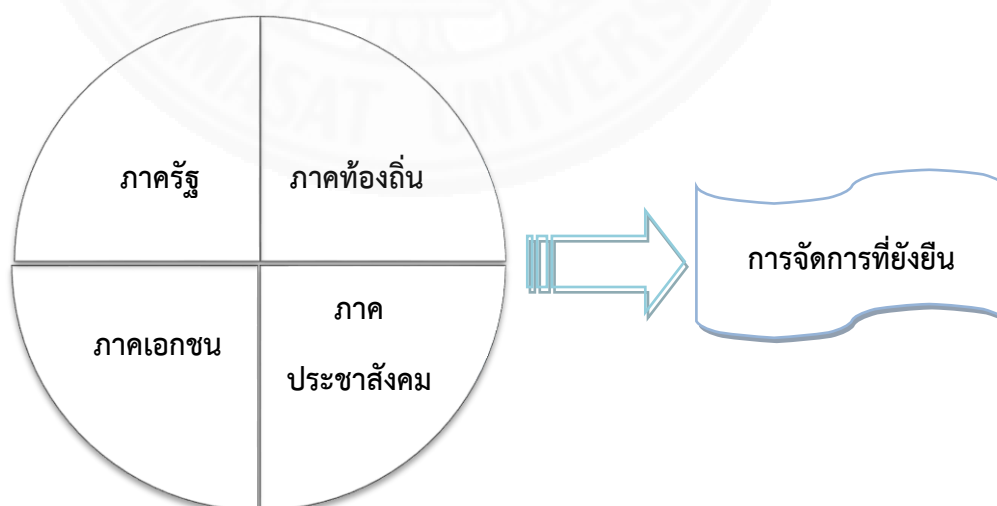 MASAT UNIVERS
ภาครัฐ
ภาคท้องถิ่น
ภาคเอกชน
ภาค
ประชาสังคม
การจัดการที่ยังยืน